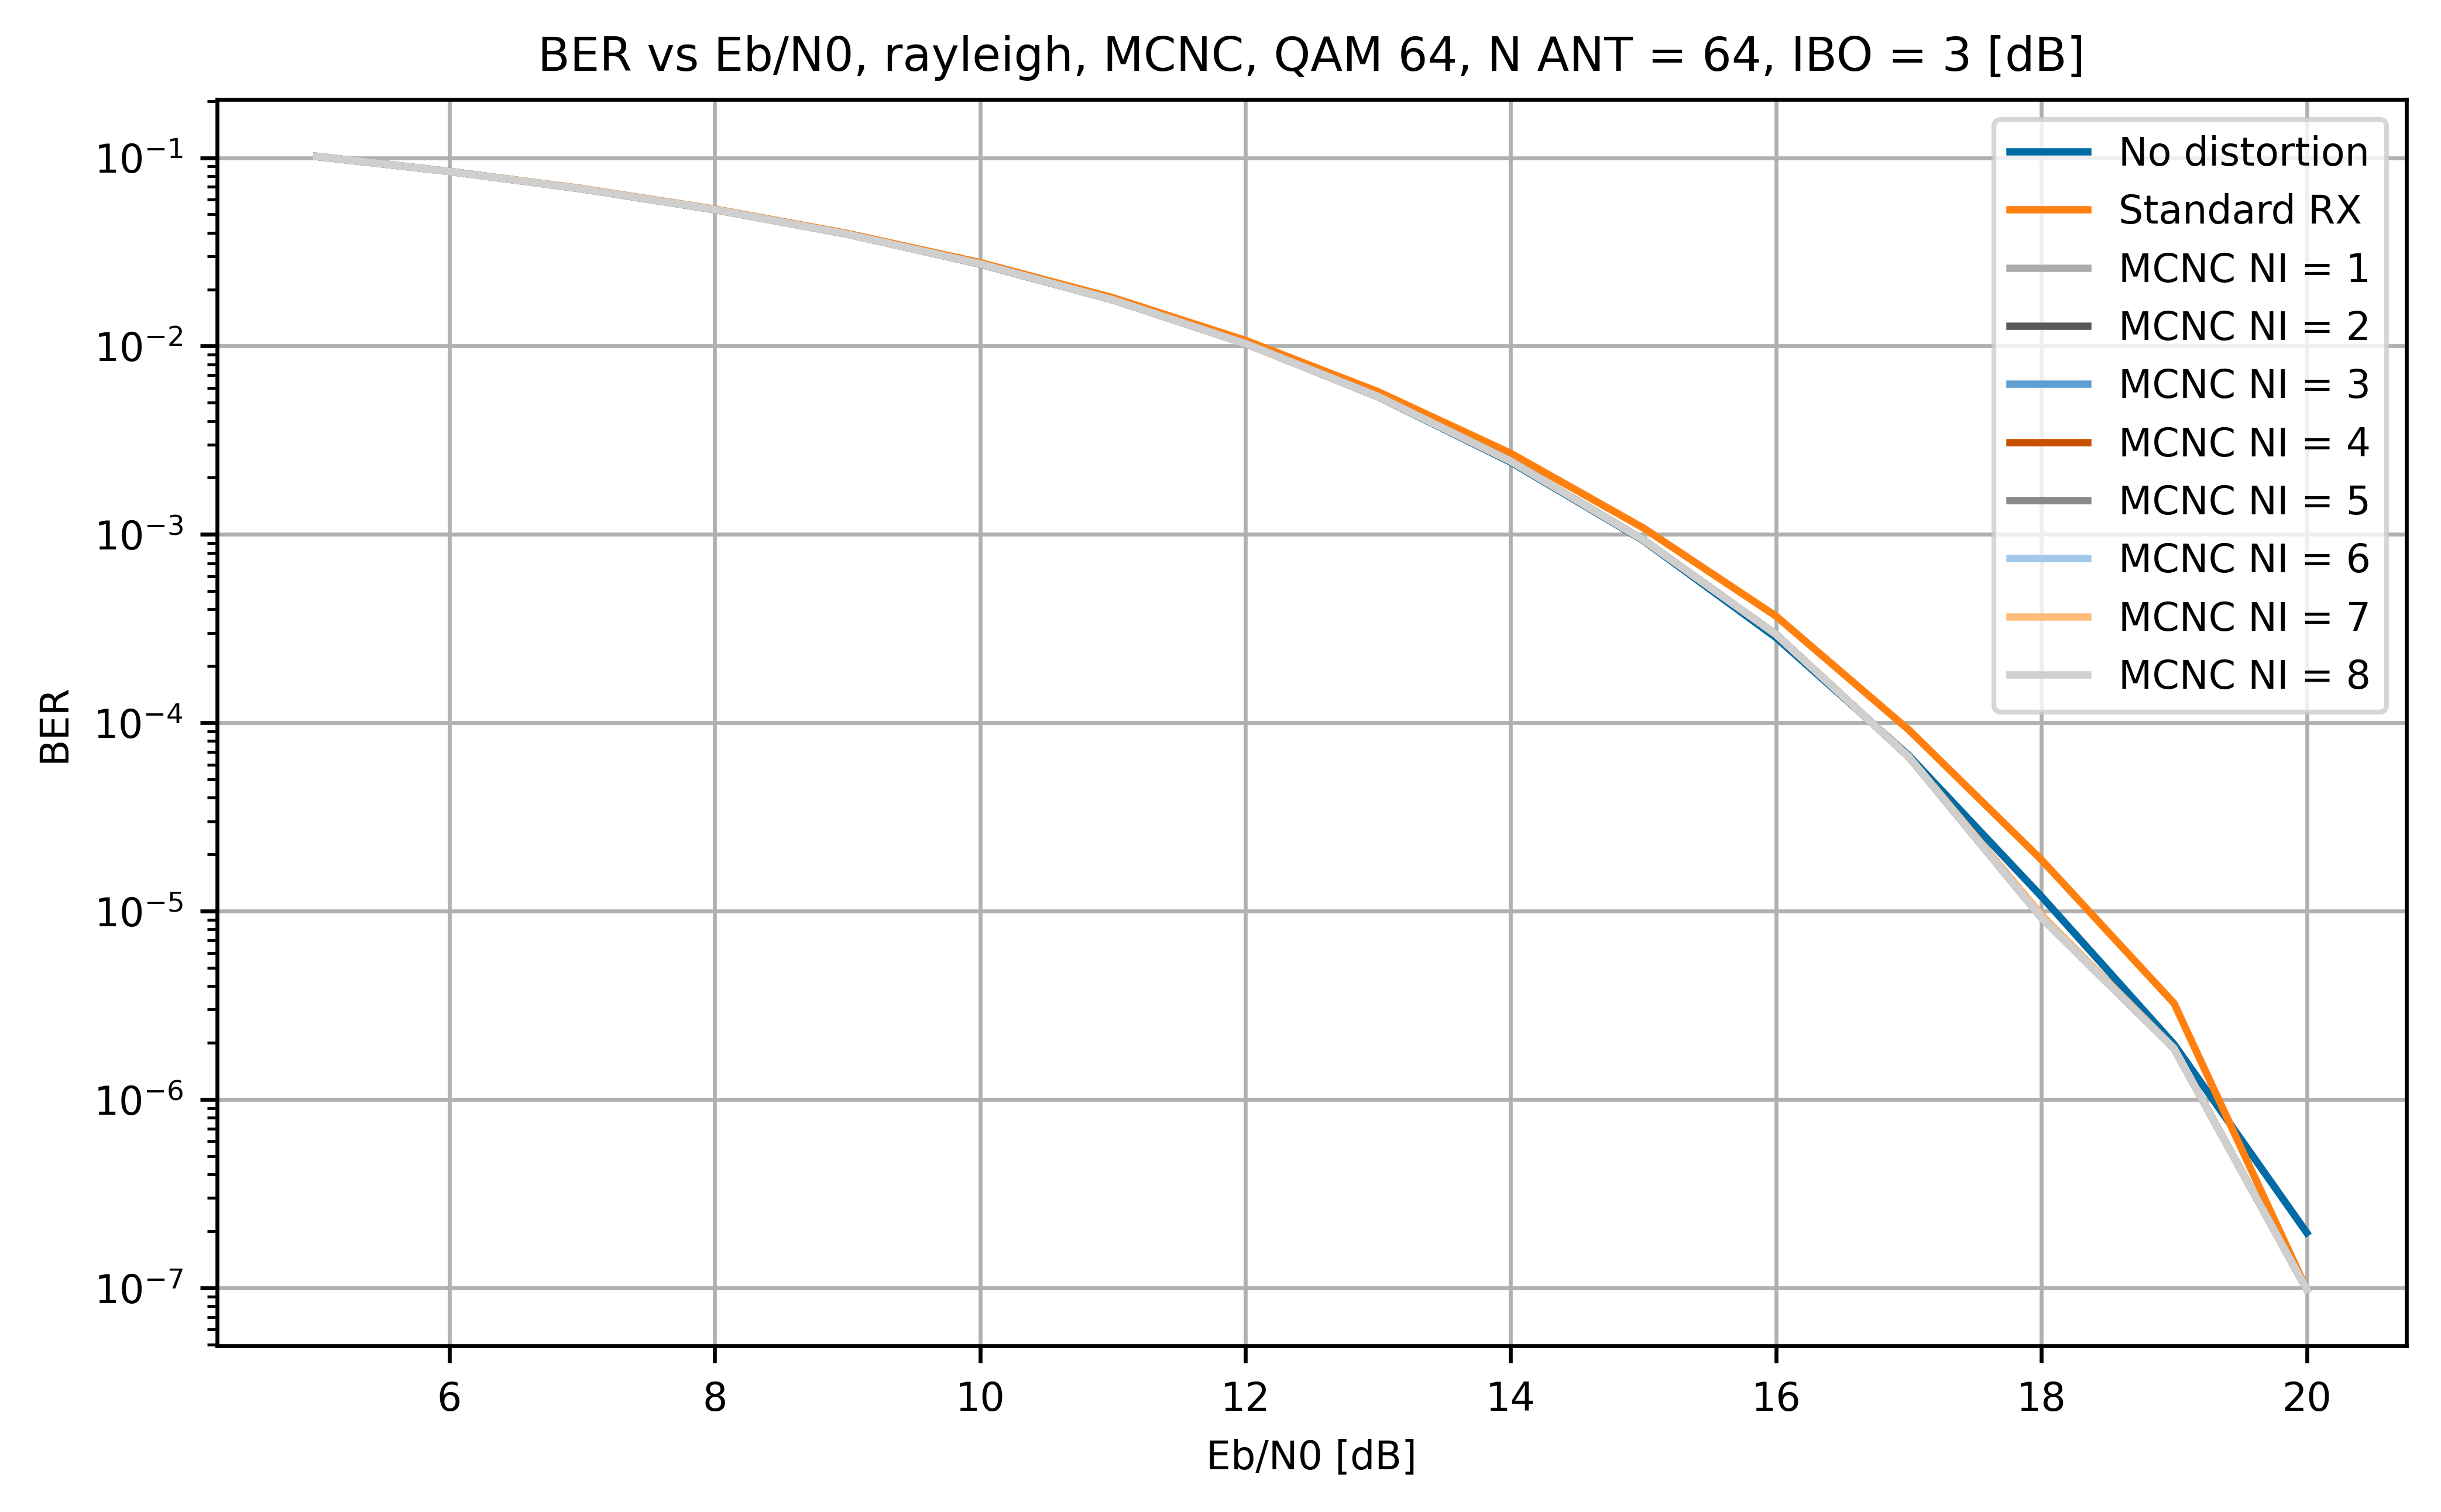 BER vs Eb/N0, rayleigh, MCNC, QAM 64, N ANT = 64, IBO = 3 [dB]
No distortion
Standard RX
MCNC NI = 1
MCNC NI = 2
MCNC NI = 3
MCNC NI = 4
MCNC NI = 5
MCNC NI = 6
MCNC NI = 7
MCNC NI = 8
BER
10⁻¹
10⁻²
10⁻³
10⁻⁴
10⁻⁵
10⁻⁶
10⁻⁷
6 8 10 12 14 16 18 20
Eb/N0 [dB]